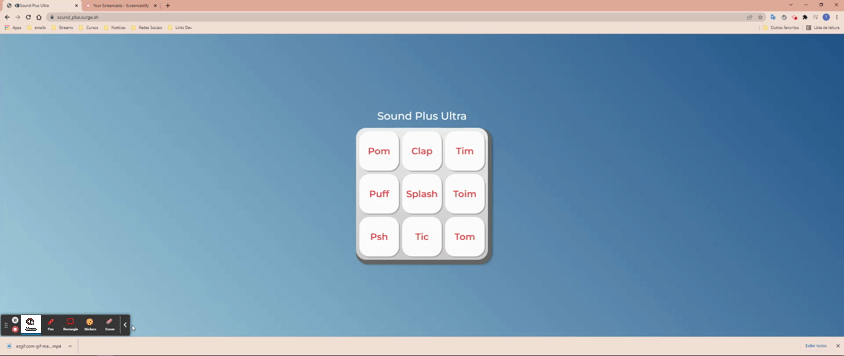 Sound Plus Ultra
Your Screencasts - Screencastify
sound_plus.surge.sh
Apps
emails
Streams
Cursos
Notícias
Redes Sociais
Links Dev
Outros favoritos
Lista de leitura
Sound Plus Ultra
Pom Clap Tim
Puff Splash Toim
Psh Tic Tom
Pen
Rectangle
Stickers
Eraser
ezgif.com-gif-ma....mp4
Exibir todos